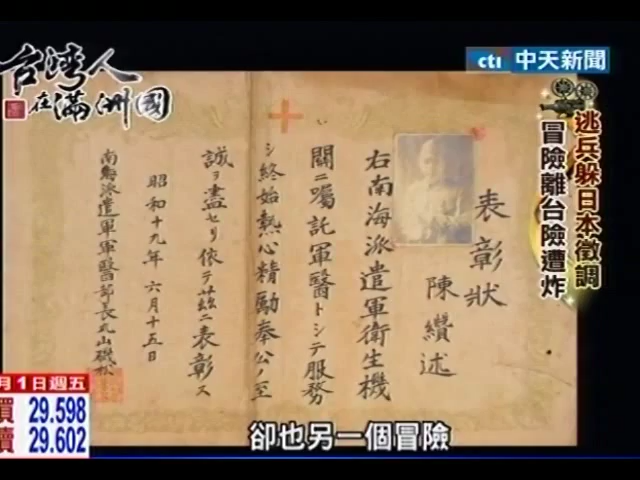 台灣人
在滿洲國
cti 中天新聞
逃兵躲日本徵調
冒險離台險遭炸
表彰狀
陳纘述
右南海派遣軍衛生機
關ニ囑託軍醫トシテ服務
シ終始熱心精勵奉公ノ至
誠ヲ盡セリ依テ茲ニ表彰ス
昭和十九年六月十五日
南海派遣軍軍醫部長丸山磯松
月1日週五
買 29.598
賣 29.602
卻也另一個冒險